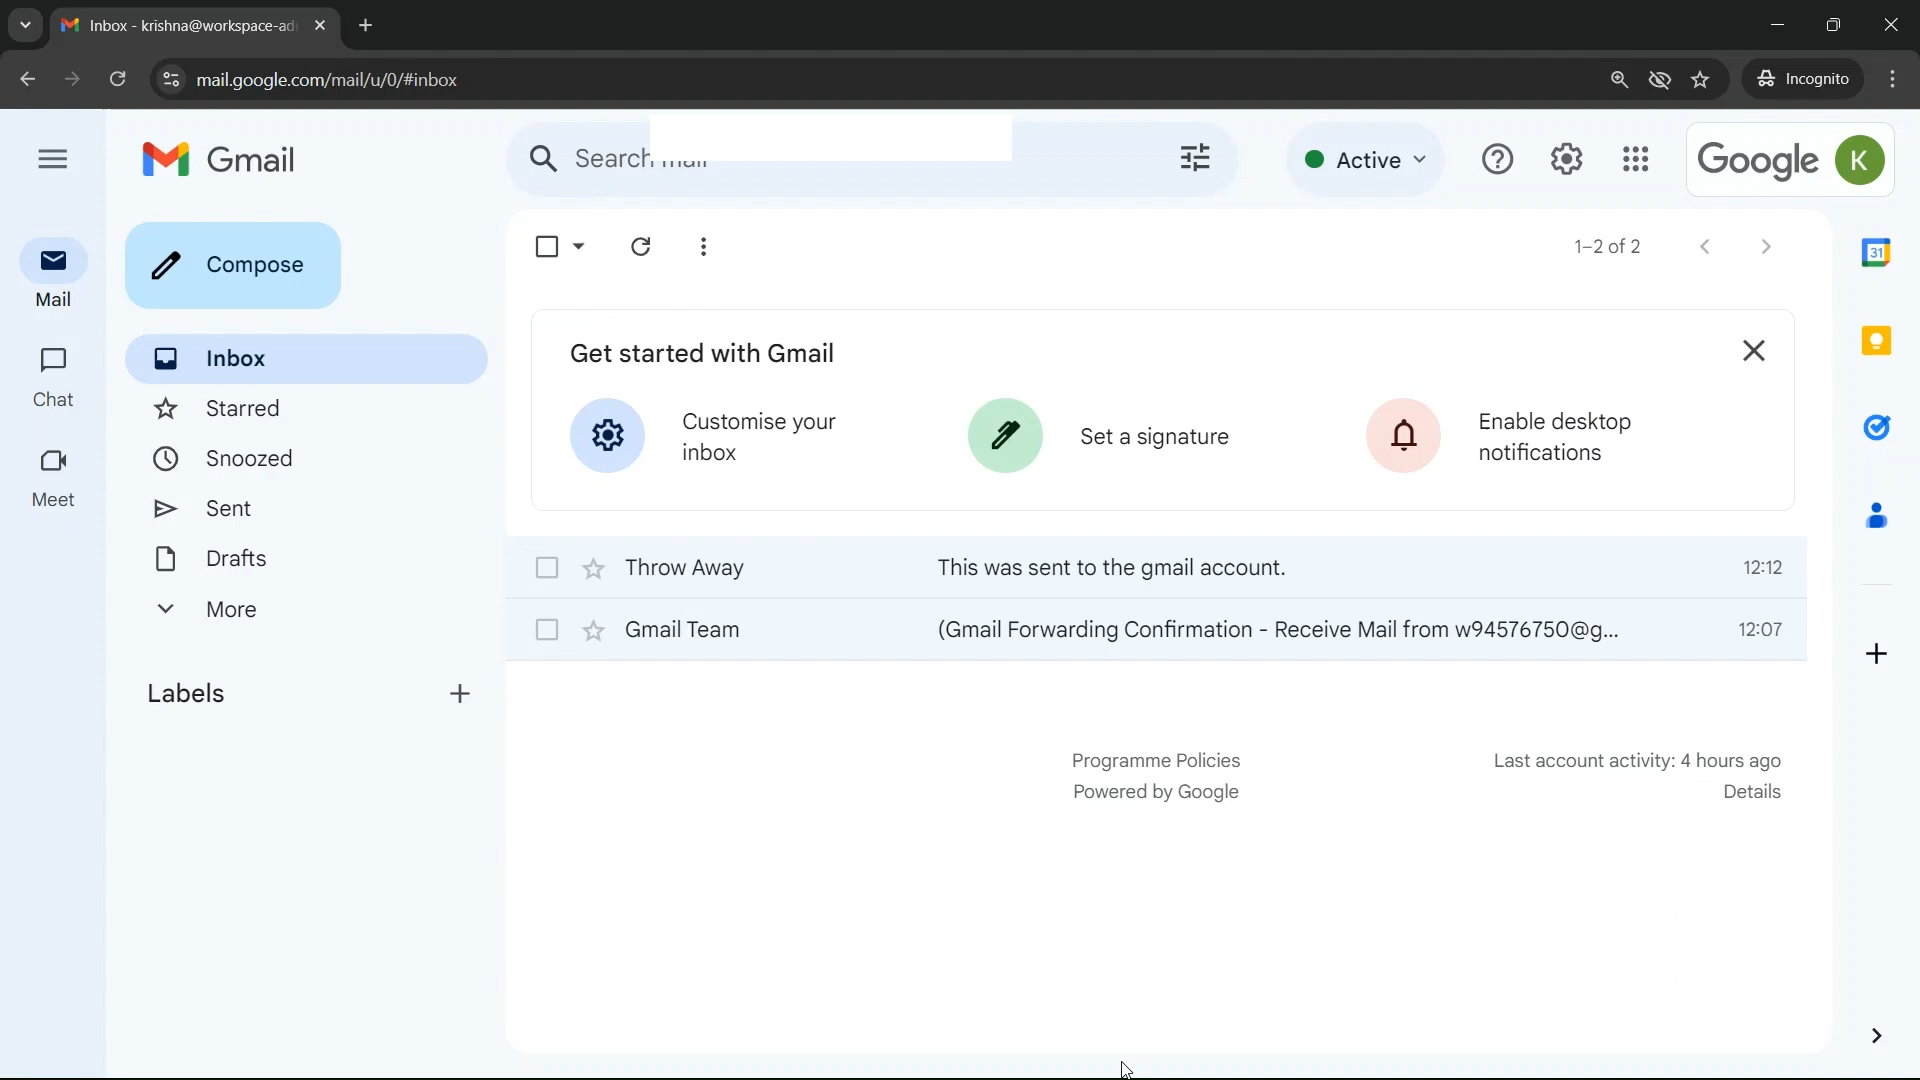 Inbox - krishna@workspace-ad
mail.google.com/mail/u/0/#inbox
Incognito
Gmail
Search mail
Active
Google
K
Compose
1–2 of 2
31
Mail
Inbox
Get started with Gmail
Chat
Starred
Customise your
inbox
Set a signature
Enable desktop
notifications
Snoozed
Meet
Sent
Drafts
Throw Away
This was sent to the gmail account.
12:12
More
Gmail Team
(Gmail Forwarding Confirmation - Receive Mail from w94576750@g...
12:07
Labels
Programme Policies
Last account activity: 4 hours ago
Powered by Google
Details